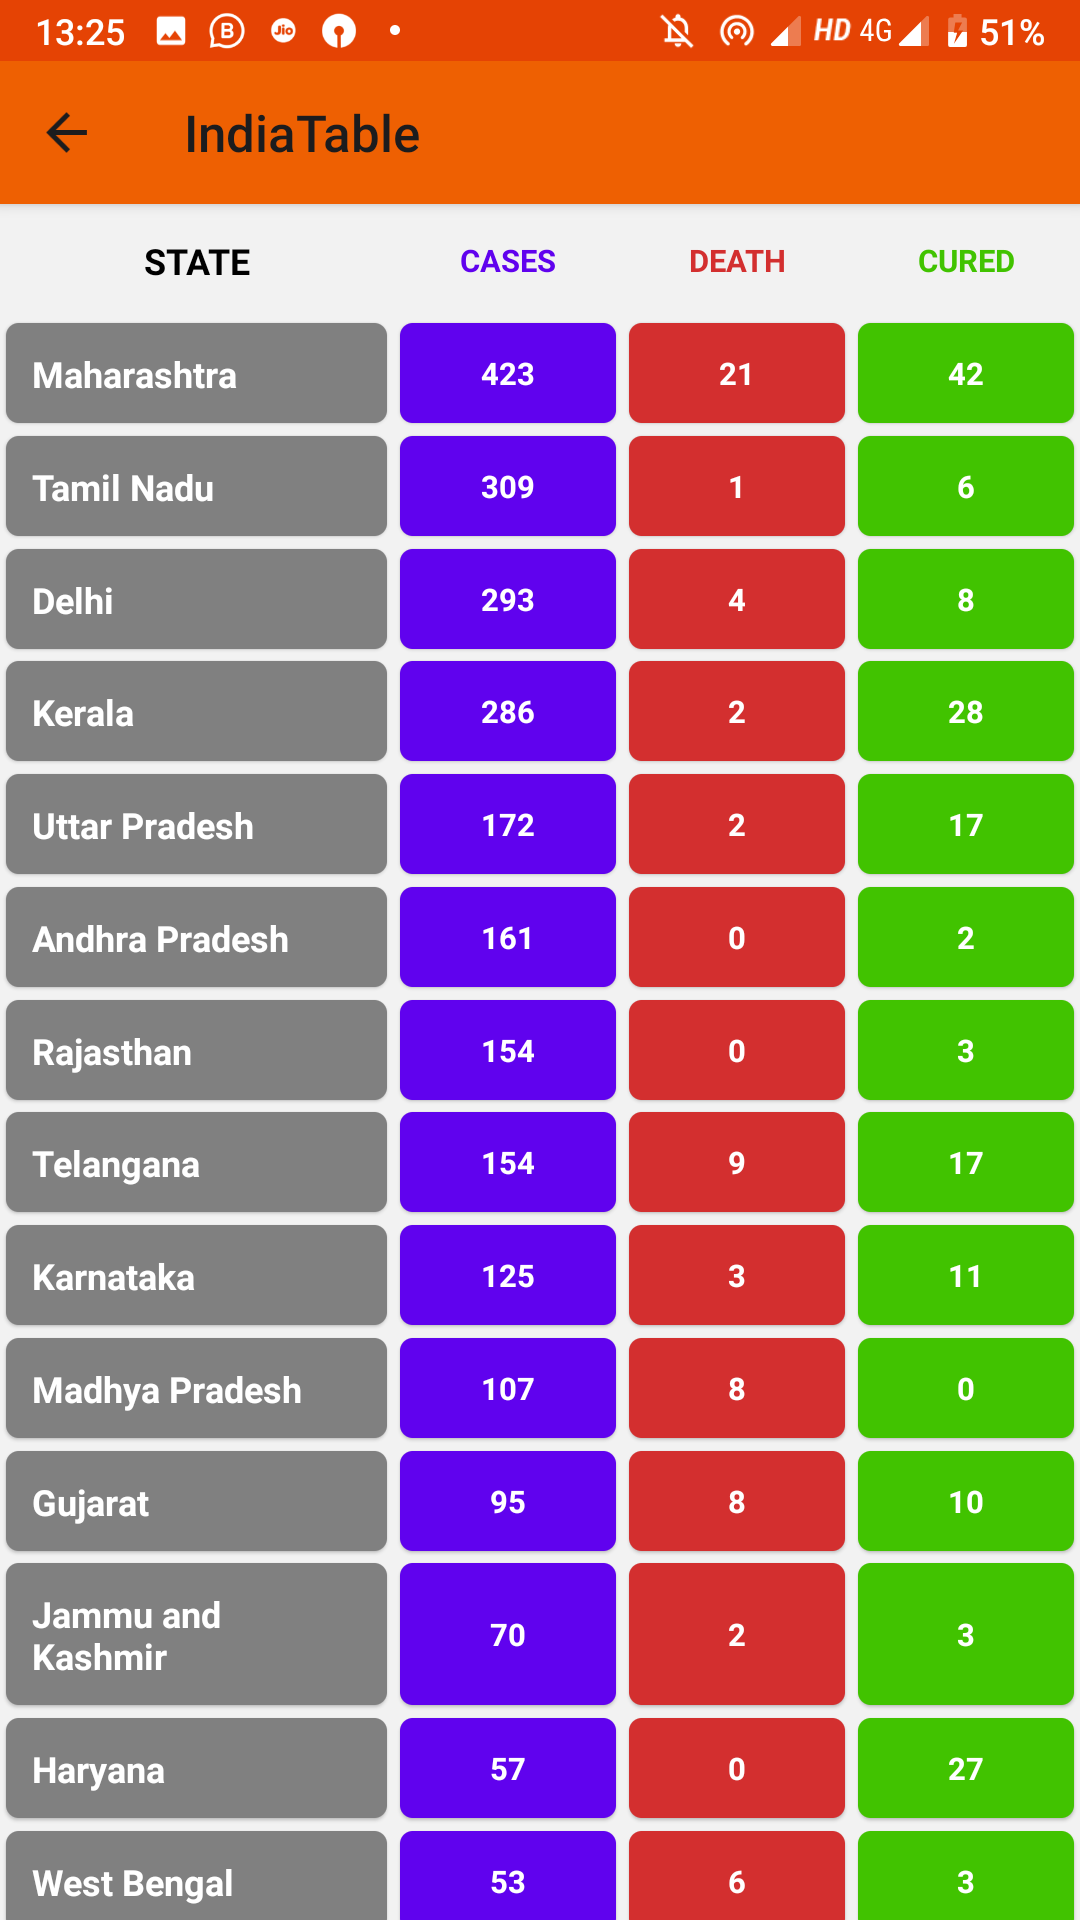 13:25 B Jio HD 4G 51%
IndiaTable
STATE CASES DEATH CURED
Maharashtra 423 21 42
Tamil Nadu 309 1 6
Delhi 293 4 8
Kerala 286 2 28
Uttar Pradesh 172 2 17
Andhra Pradesh 161 0 2
Rajasthan 154 0 3
Telangana 154 9 17
Karnataka 125 3 11
Madhya Pradesh 107 8 0
Gujarat 95 8 10
Jammu and
Kashmir 70 2 3
Haryana 57 0 27
West Bengal 53 6 3